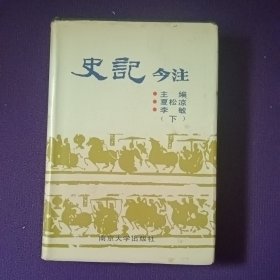 史記 今注
主 编
夏松凉
李 敏
（下）
南京大学出版社